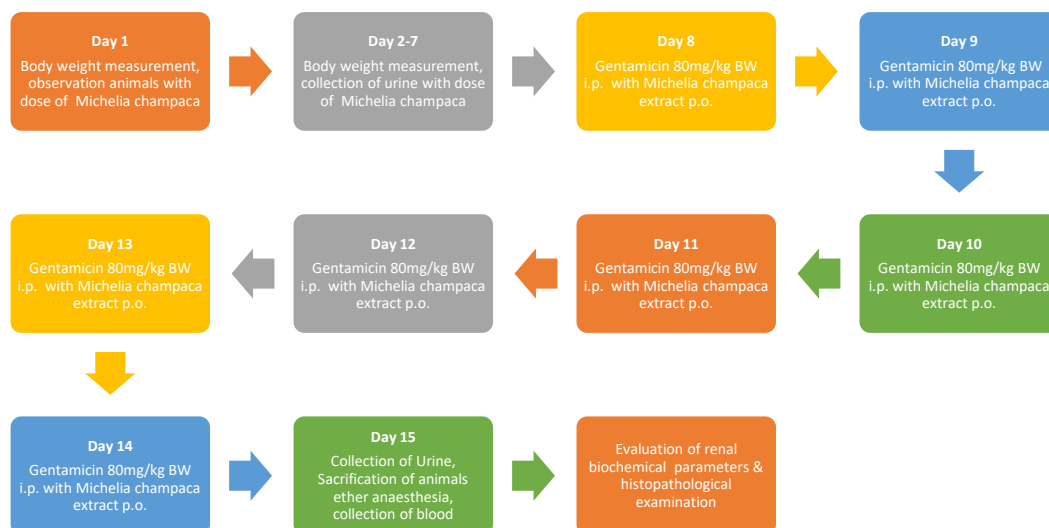 Day 1
Body weight measurement,
observation animals with
dose of Michelia champaca
Day 2-7
Body weight measurement,
collection of urine with dose
of Michelia champaca
Day 8
Gentamicin 80mg/kg BW
i.p. with Michelia champaca
extract p.o.
Day 9
Gentamicin 80mg/kg BW
i.p. with Michelia champaca
extract p.o.
Day 10
Gentamicin 80mg/kg BW
i.p. with Michelia champaca
extract p.o.
Day 11
Gentamicin 80mg/kg BW
i.p. with Michelia champaca
extract p.o.
Day 12
Gentamicin 80mg/kg BW
i.p. with Michelia champaca
extract p.o.
Day 13
Gentamicin 80mg/kg BW
i.p. with Michelia champaca
extract p.o.
Day 14
Gentamicin 80mg/kg BW
i.p. with Michelia champaca
extract p.o.
Day 15
Collection of Urine,
Sacrification of animals
ether anaesthesia,
collection of blood
Evaluation of renal
biochemical parameters &
histopathological
examination